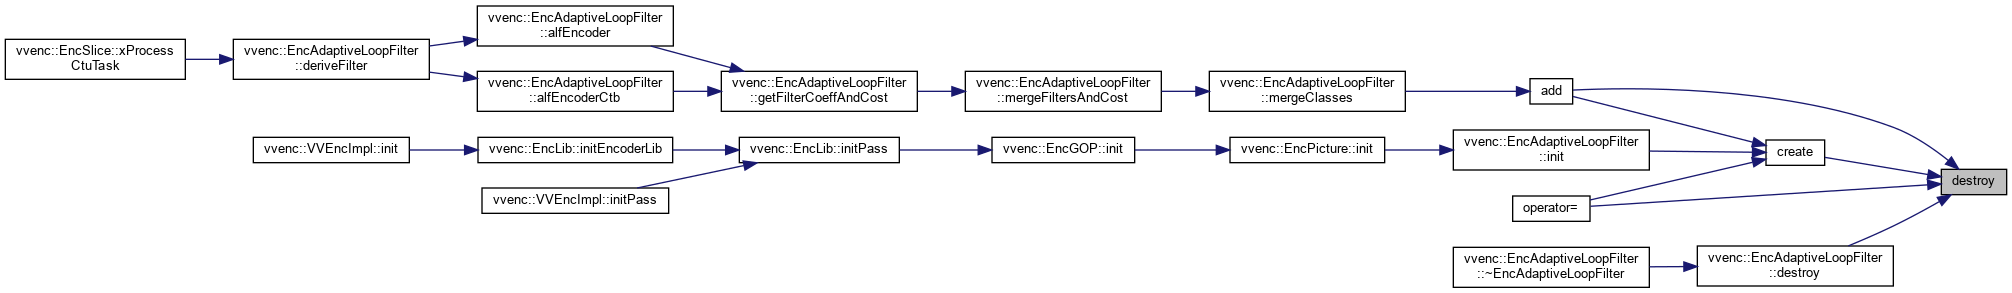 vvenc::EncSlice::xProcess
CtuTask
vvenc::EncAdaptiveLoopFilter
::deriveFilter
vvenc::EncAdaptiveLoopFilter
::alfEncoder
vvenc::EncAdaptiveLoopFilter
::alfEncoderCtb
vvenc::EncAdaptiveLoopFilter
::getFilterCoeffAndCost
vvenc::EncAdaptiveLoopFilter
::mergeFiltersAndCost
vvenc::EncAdaptiveLoopFilter
::mergeClasses
add
vvenc::VVEncImpl::init
vvenc::EncLib::initEncoderLib
vvenc::EncLib::initPass
vvenc::EncGOP::init
vvenc::EncPicture::init
vvenc::EncAdaptiveLoopFilter
::init
create
vvenc::VVEncImpl::initPass
operator=
destroy
vvenc::EncAdaptiveLoopFilter
::~EncAdaptiveLoopFilter
vvenc::EncAdaptiveLoopFilter
::destroy